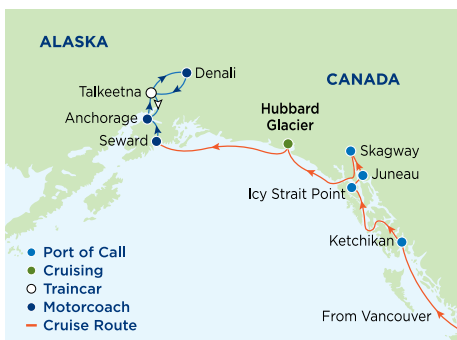 ALASKA
Denali
CANADA
Talkeetna
Hubbard
Glacier
Anchorage
Seward
Skagway
Juneau
Icy Strait Point
Ketchikan
Port of Call
Cruising
Traincar
Motorcoach
Cruise Route
From Vancouver